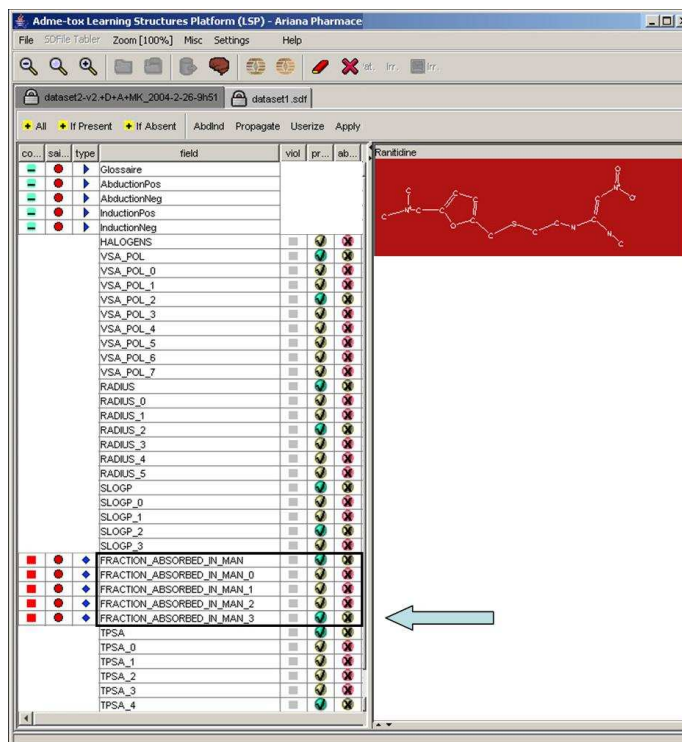 Adme-tox Learning Structures Platform (LSP) - Ariana Pharmace
File SDFile Tabler Zoom [100%] Misc Settings Help
at. Irr. Irr.
dataset2-v2.+D+A+MK_2004-2-26-9h51 dataset1.sdf
All If Present If Absent AbdInd Propagate Userize Apply
co... sai... type field viol pr... ab... Ranitidine
Glossaire
AbductionPos
AbductionNeg
InductionPos
InductionNeg
HALOGENS
VSA_POL
VSA_POL_0
VSA_POL_1
VSA_POL_2
VSA_POL_3
VSA_POL_4
VSA_POL_5
VSA_POL_6
VSA_POL_7
RADIUS
RADIUS_0
RADIUS_1
RADIUS_2
RADIUS_3
RADIUS_4
RADIUS_5
SLOGP
SLOGP_0
SLOGP_1
SLOGP_2
SLOGP_3
FRACTION_ABSORBED_IN_MAN
FRACTION_ABSORBED_IN_MAN_0
FRACTION_ABSORBED_IN_MAN_1
FRACTION_ABSORBED_IN_MAN_2
FRACTION_ABSORBED_IN_MAN_3
TPSA
TPSA_0
TPSA_1
TPSA_2
TPSA_3
TPSA_4